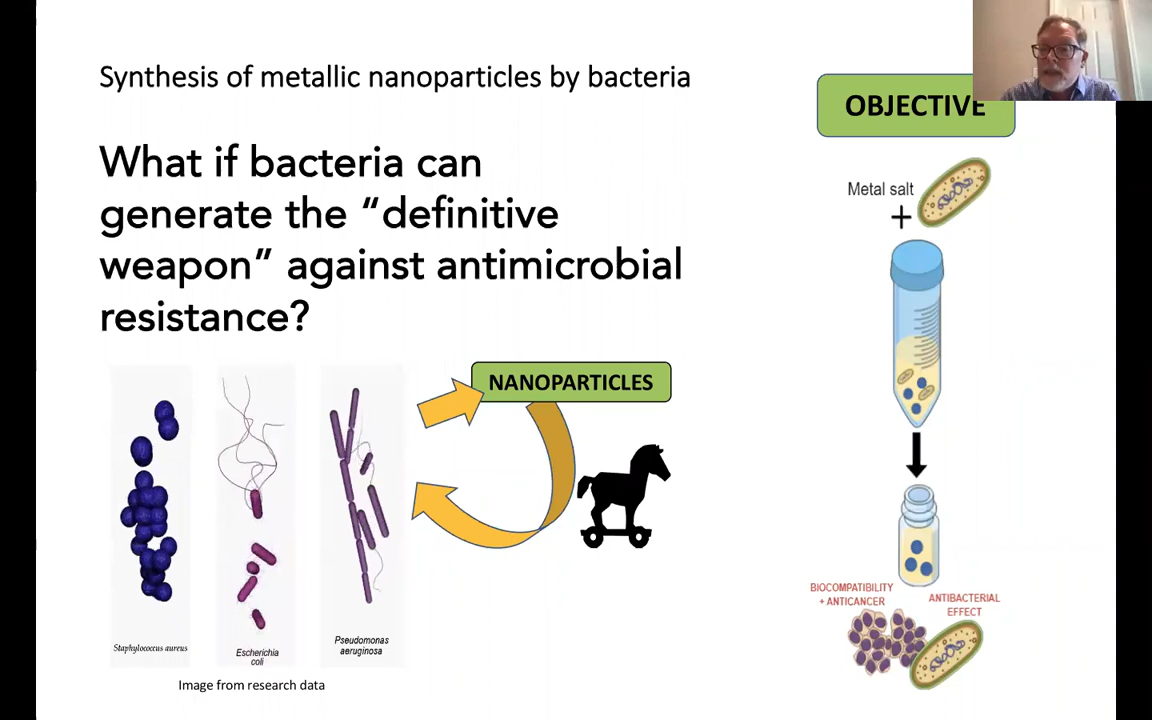 Synthesis of metallic nanoparticles by bacteria
OBJECTIVE
What if bacteria can
generate the “definitive
weapon” against antimicrobial
resistance?
Metal salt
+
NANOPARTICLES
Staphylococcus aureus
Escherichia
coli
Pseudomonas
aeruginosa
Image from research data
BIOCOMPATIBILITY
+ ANTICANCER
ANTIBACTERIAL
EFFECT